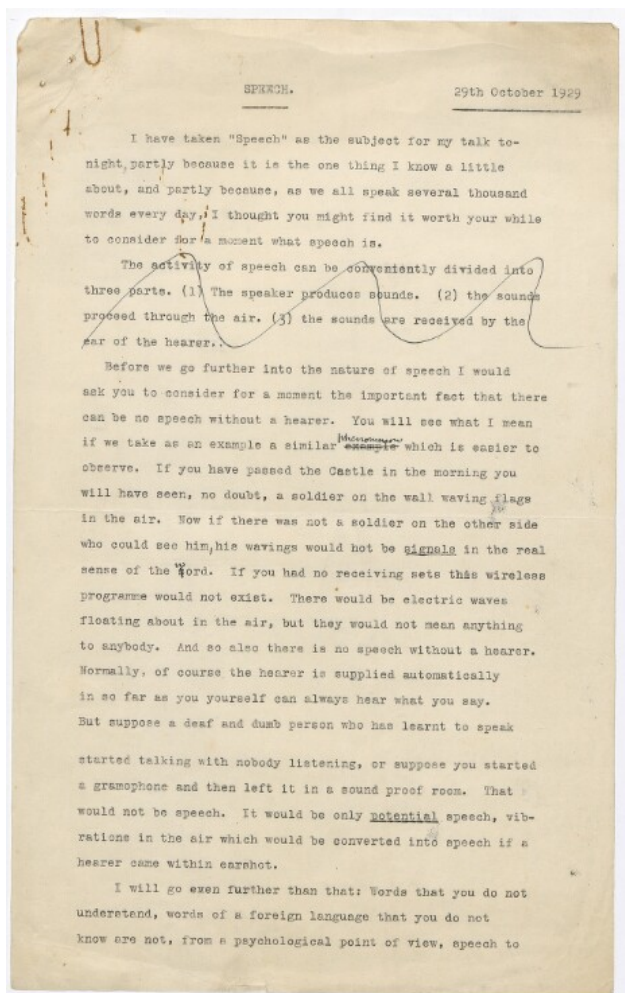 SPEECH.
29th October 1929
I have taken "Speech" as the subject for my talk to-
night, partly because it is the one thing I know a little
about, and partly because, as we all speak several thousand
words every day, I thought you might find it worth your while
to consider for a moment what speech is.
The activity of speech can be conveniently divided into
three parts. (1) The speaker produces sounds. (2) the sounds
proceed through the air. (3) the sounds are received by the
ear of the hearer..
Before we go further into the nature of speech I would
ask you to consider for a moment the important fact that there
can be no speech without a hearer. You will see what I mean
phenomenon
if we take as an example a similar example which is easier to
observe. If you have passed the Castle in the morning you
will have seen, no doubt, a soldier on the wall waving flags
in the air. Now if there was not a soldier on the other side
who could see him, his wavings would not be signals in the real
sense of the word. If you had no receiving sets this wireless
programme would not exist. There would be electric waves
floating about in the air, but they would not mean anything
to anybody. And so also there is no speech without a hearer.
Normally, of course the hearer is supplied automatically
in so far as you yourself can always hear what you say.
But suppose a deaf and dumb person who has learnt to speak
started talking with nobody listening, or suppose you started
a gramophone and then left it in a sound proof room. That
would not be speech. It would be only potential speech, vib-
rations in the air which would be converted into speech if a
hearer came within earshot.
I will go even further than that: Words that you do not
understand, words of a foreign language that you do not
know are not, from a psychological point of view, speech to